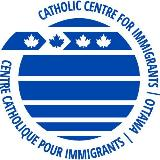 CATHOLIC CENTRE FOR IMMIGRANTS | OTTAWA
CENTRE CATHOLIQUE POUR IMMIGRANTS |